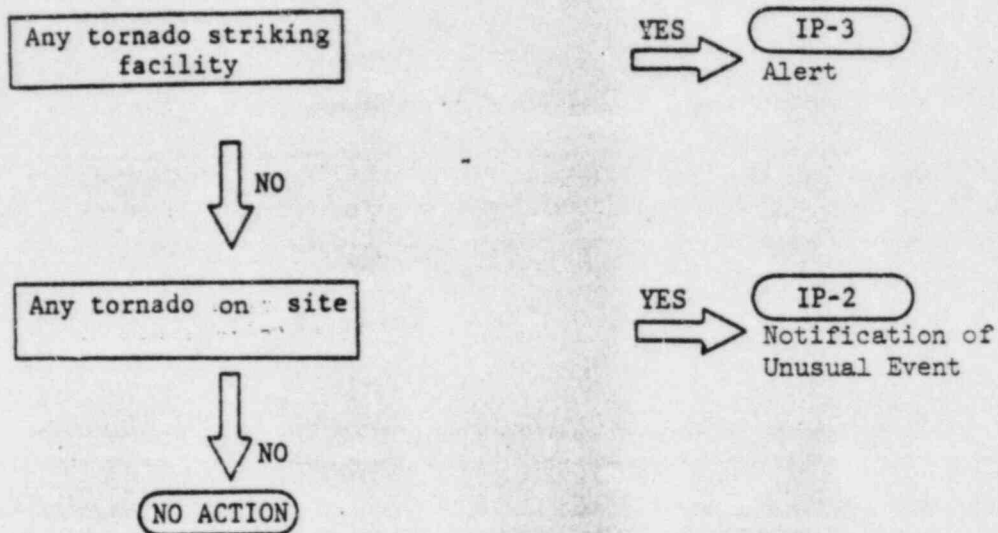 Any tornado striking
facility
YES
IP-3
Alert
NO
Any tornado on site
YES
IP-2
Notification of
Unusual Event
NO
NO ACTION